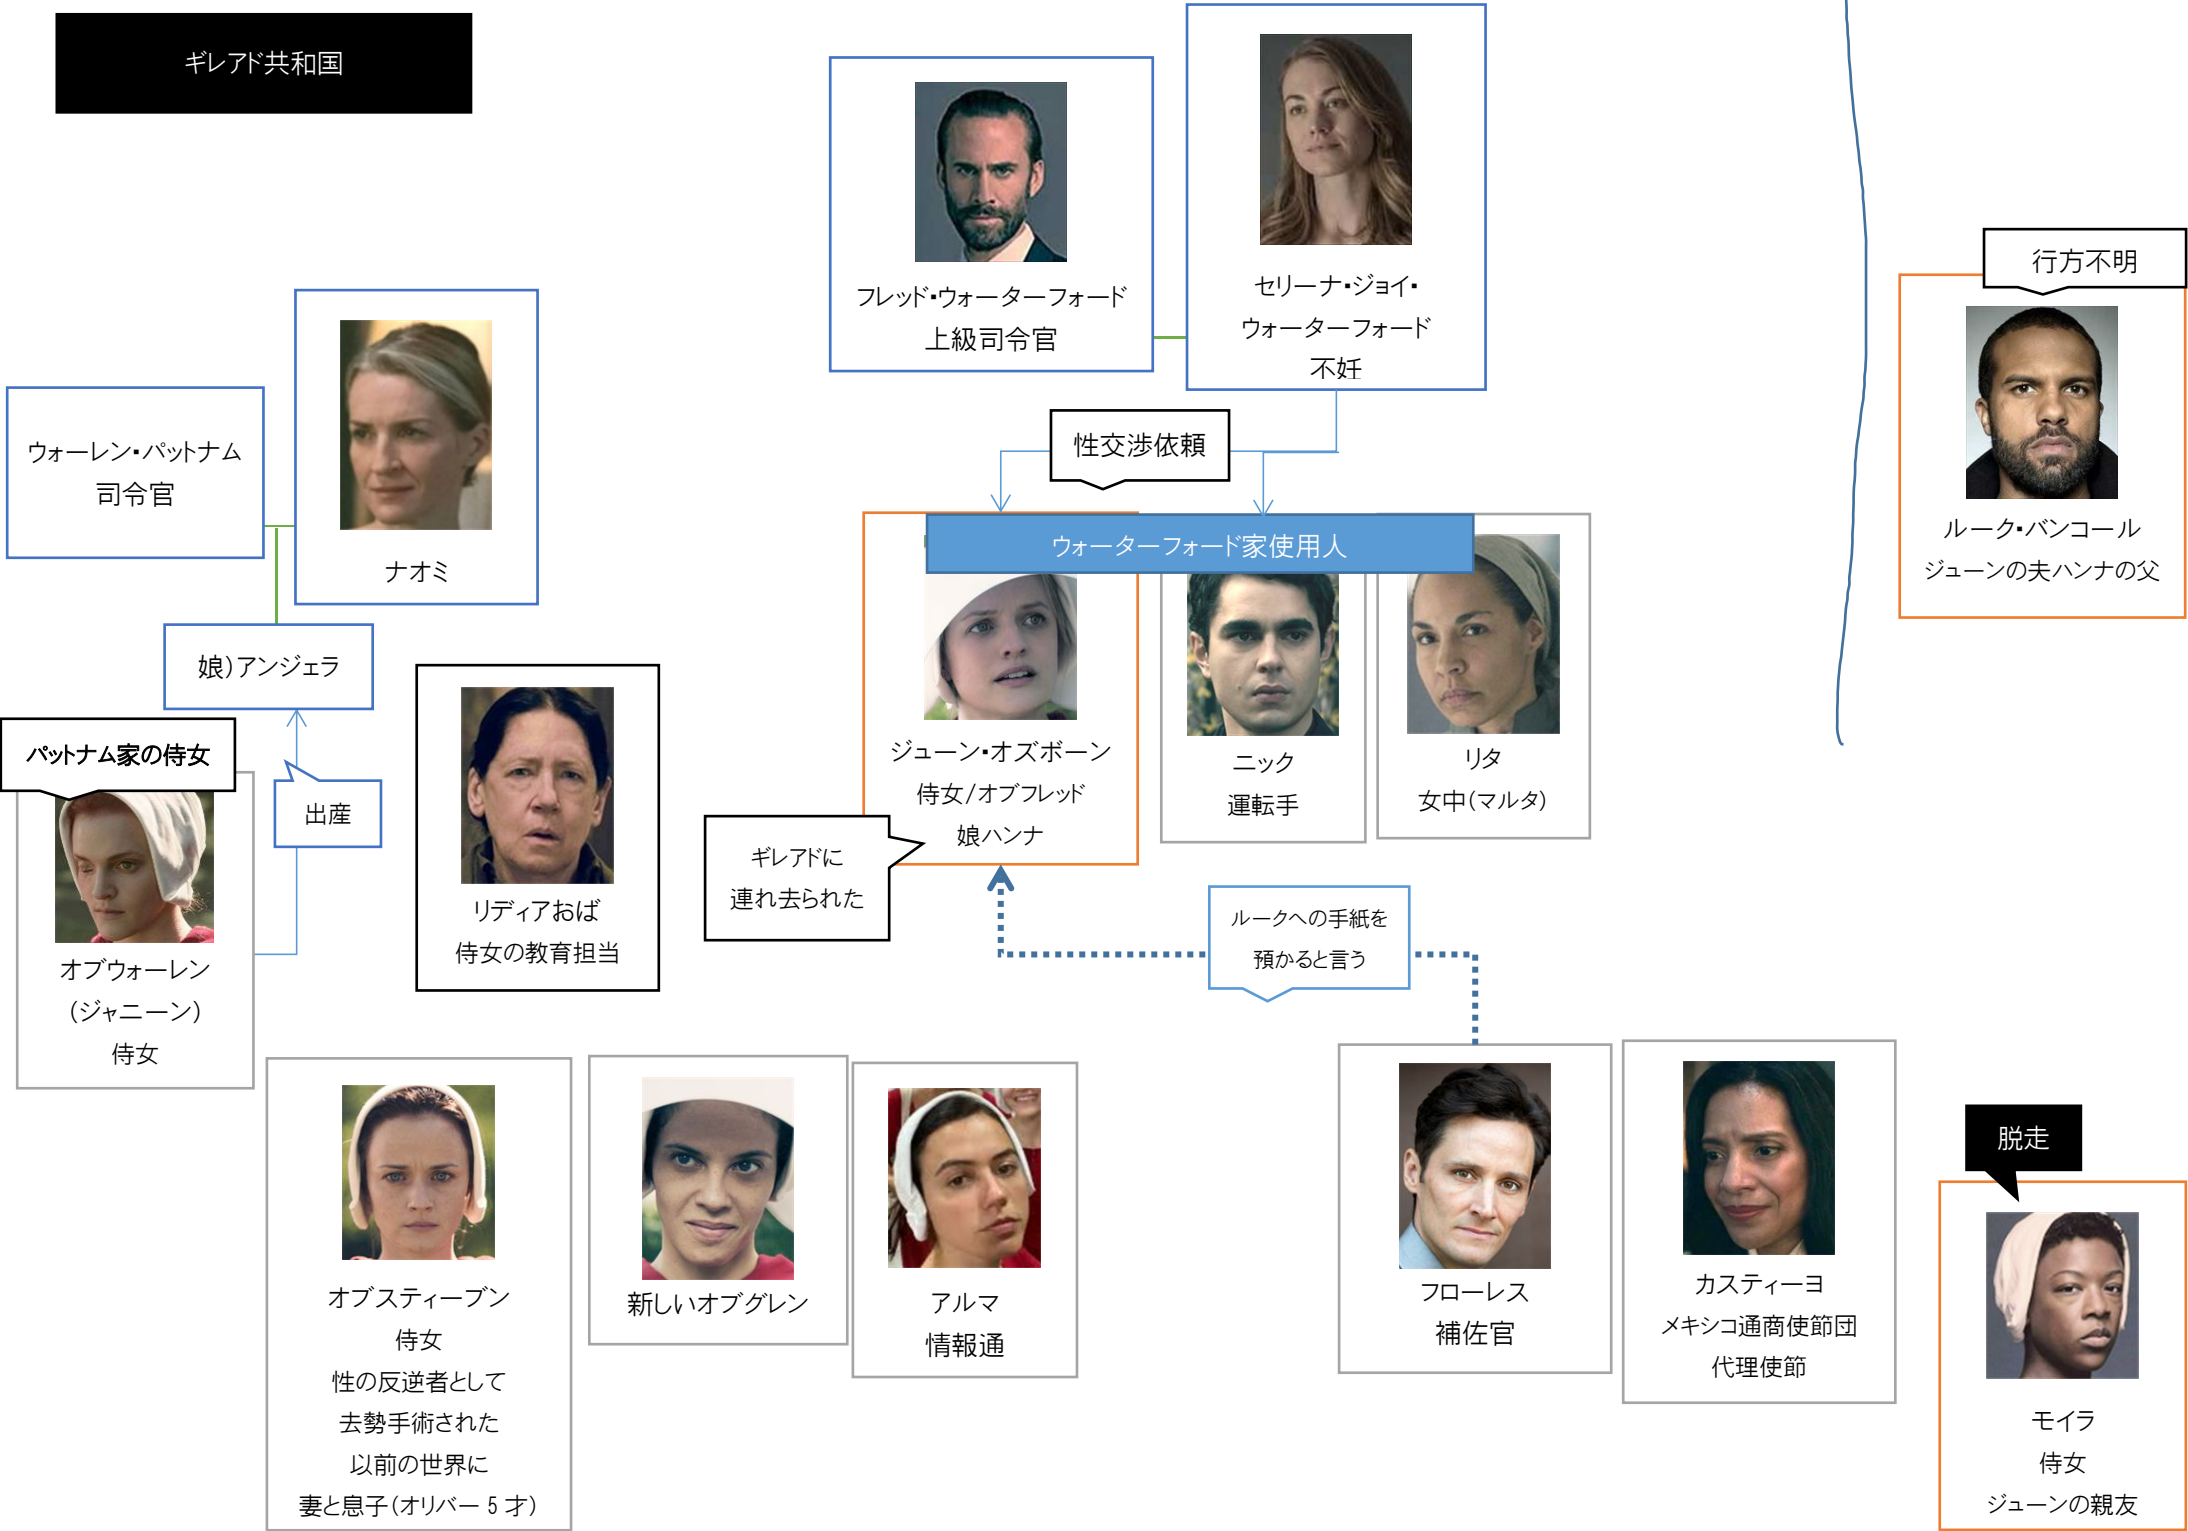 ギレアド共和国
フレッド・ウォーターフォード
上級司令官
セリーナ・ジョイ・
ウォーターフォード
不妊
行方不明
ルーク・バンコール
ジューンの夫ハンナの父
ウォーレン・パットナム
司令官
ナオミ
性交渉依頼
ウォーターフォード家使用人
娘）アンジェラ
パットナム家の侍女
出産
オブウォーレン
（ジャニーン）
侍女
リディアおば
侍女の教育担当
ジューン・オズボーン
侍女/オブフレッド
娘ハンナ
ギレアドに
連れ去られた
ニック
運転手
リタ
女中（マルタ）
ルークへの手紙を
預かると言う
オブスティーブン
侍女
性の反逆者として
去勢手術された
以前の世界に
妻と息子（オリバー 5 才）
新しいオブグレン
アルマ
情報通
フローレス
補佐官
カスティーヨ
メキシコ通商使節団
代理使節
脱走
モイラ
侍女
ジューンの親友